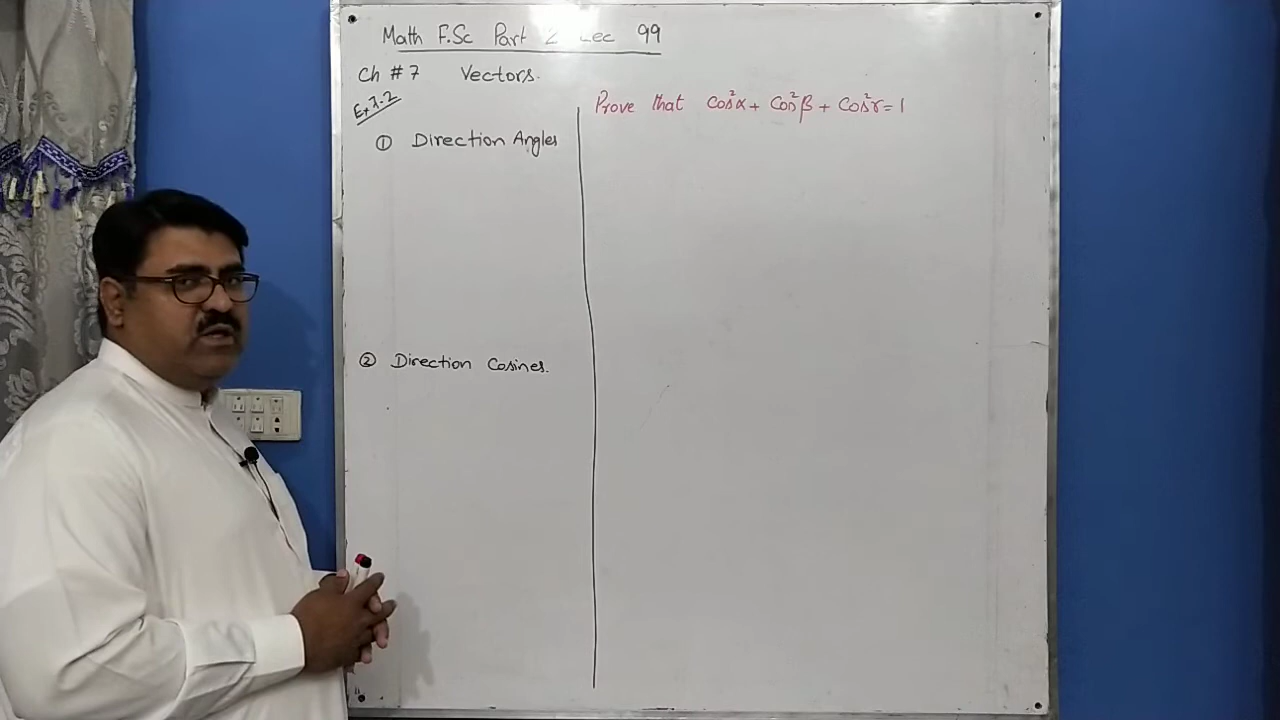 Math F.Sc Part 2 Lec 99
Ch # 7 Vectors.
Ex 7.2
① Direction Angles
② Direction Cosines.
Prove that Cos²α + Cos²β + Cos²γ = 1